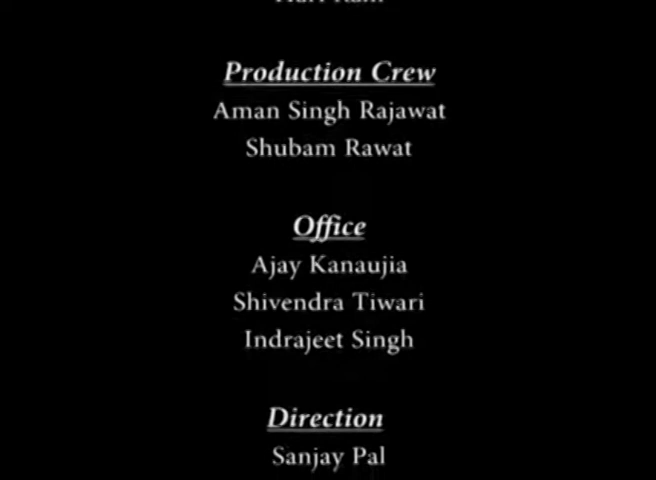 Production Crew
Aman Singh Rajawat
Shubam Rawat
Office
Ajay Kanaujia
Shivendra Tiwari
Indrajeet Singh
Direction
Sanjay Pal